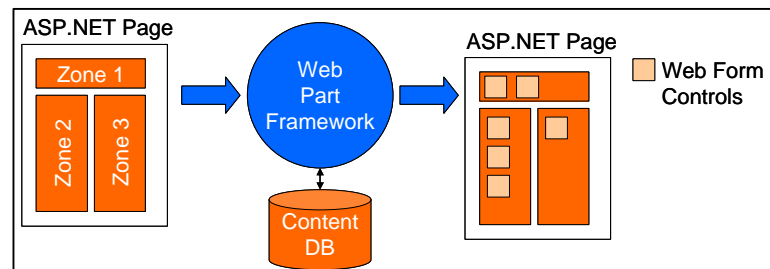 ASP.NET Page
Zone 1
Zone 2
Zone 3
Web
Part
Framework
Content
DB
ASP.NET Page
Web Form
Controls